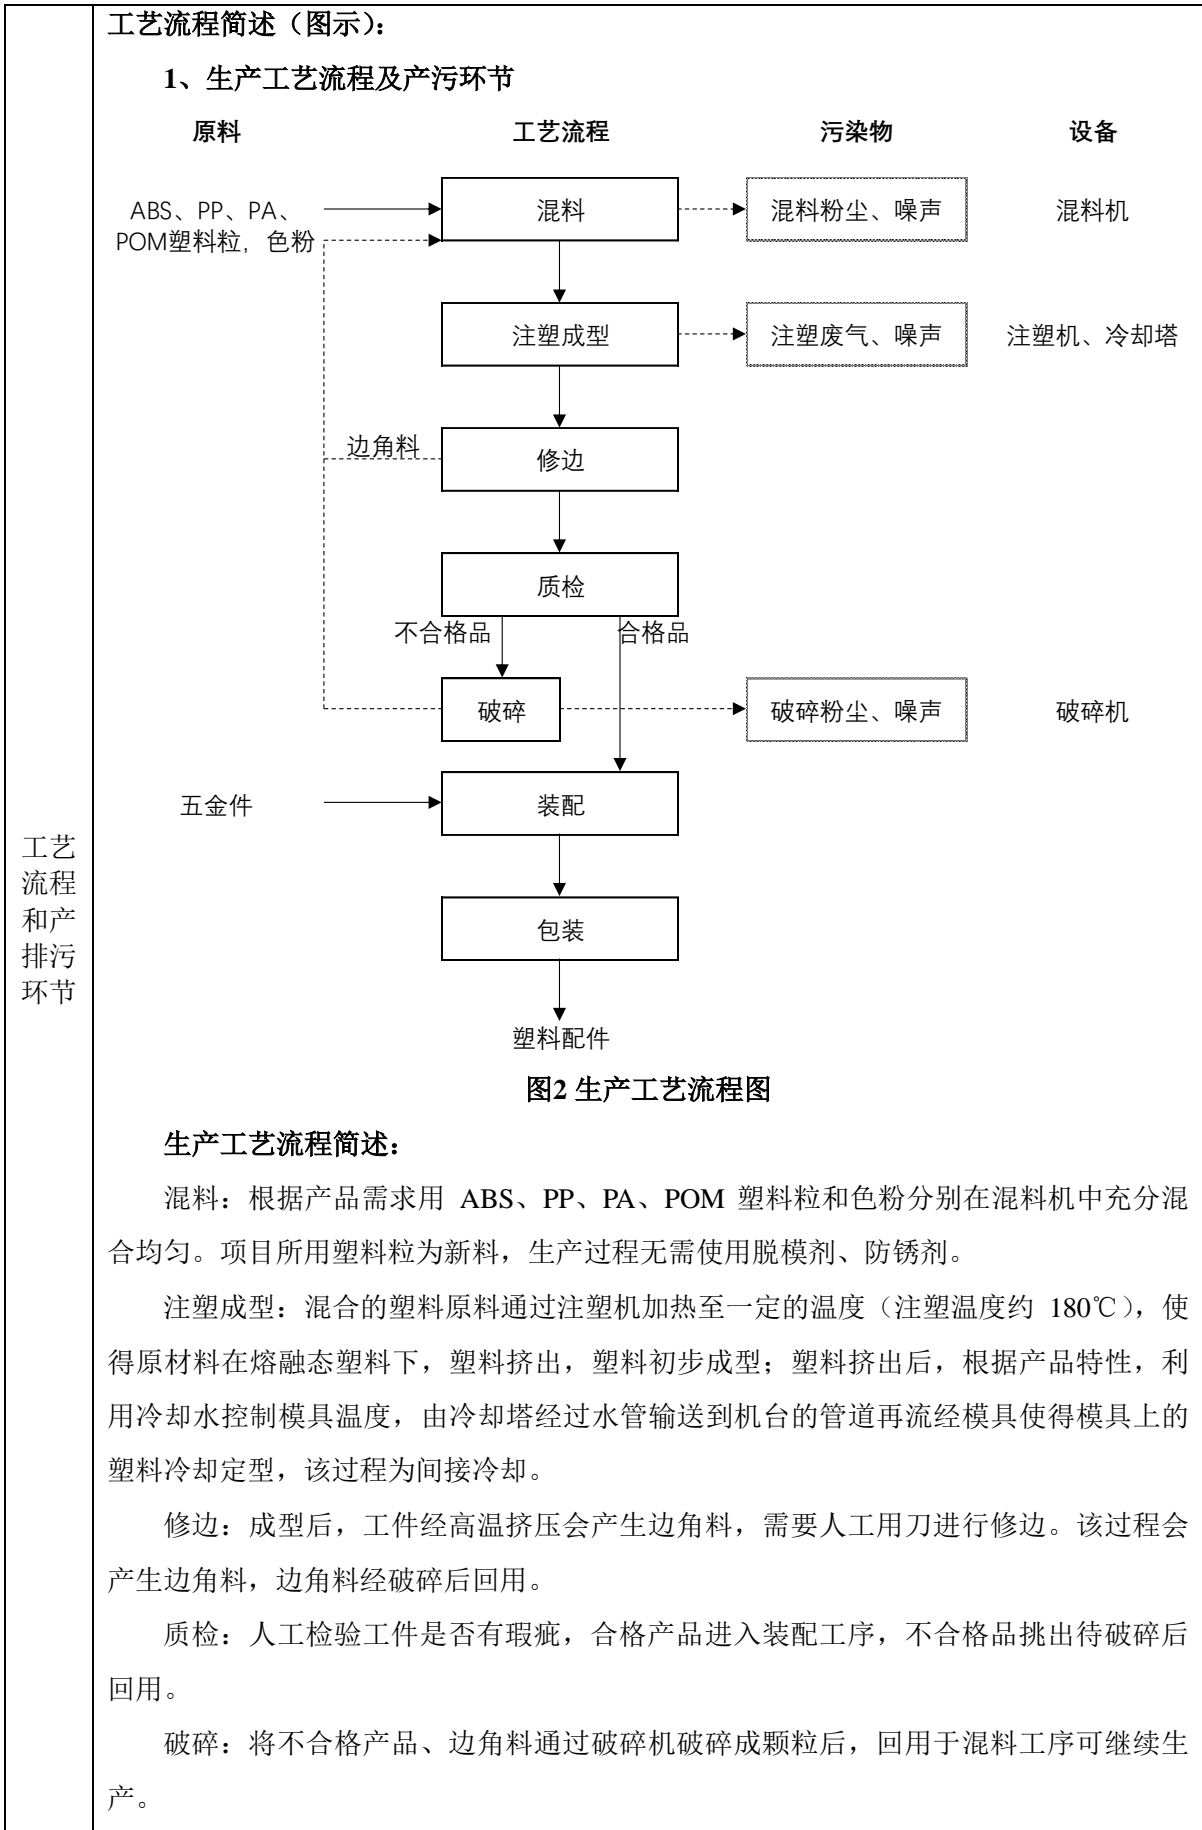 工艺流程简述（图示）：
1、生产工艺流程及产污环节
原料 工艺流程 污染物 设备
ABS、PP、PA、
POM塑料粒，色粉
混料 混料粉尘、噪声 混料机
注塑成型 注塑废气、噪声 注塑机、冷却塔
边角料 修边
质检
不合格品 合格品
破碎 破碎粉尘、噪声 破碎机
五金件 装配
包装
塑料配件
图2 生产工艺流程图
工艺
流程
和产
排污
环节
生产工艺流程简述：
混料：根据产品需求用 ABS、PP、PA、POM 塑料粒和色粉分别在混料机中充分混
合均匀。项目所用塑料粒为新料，生产过程无需使用脱模剂、防锈剂。
注塑成型：混合的塑料原料通过注塑机加热至一定的温度（注塑温度约 180℃），使
得原材料在熔融态塑料下，塑料挤出，塑料初步成型；塑料挤出后，根据产品特性，利
用冷却水控制模具温度，由冷却塔经过水管输送到机台的管道再流经模具使得模具上的
塑料冷却定型，该过程为间接冷却。
修边：成型后，工件经高温挤压会产生边角料，需要人工用刀进行修边。该过程会
产生边角料，边角料经破碎后回用。
质检：人工检验工件是否有瑕疵，合格产品进入装配工序，不合格品挑出待破碎后
回用。
破碎：将不合格产品、边角料通过破碎机破碎成颗粒后，回用于混料工序可继续生
产。